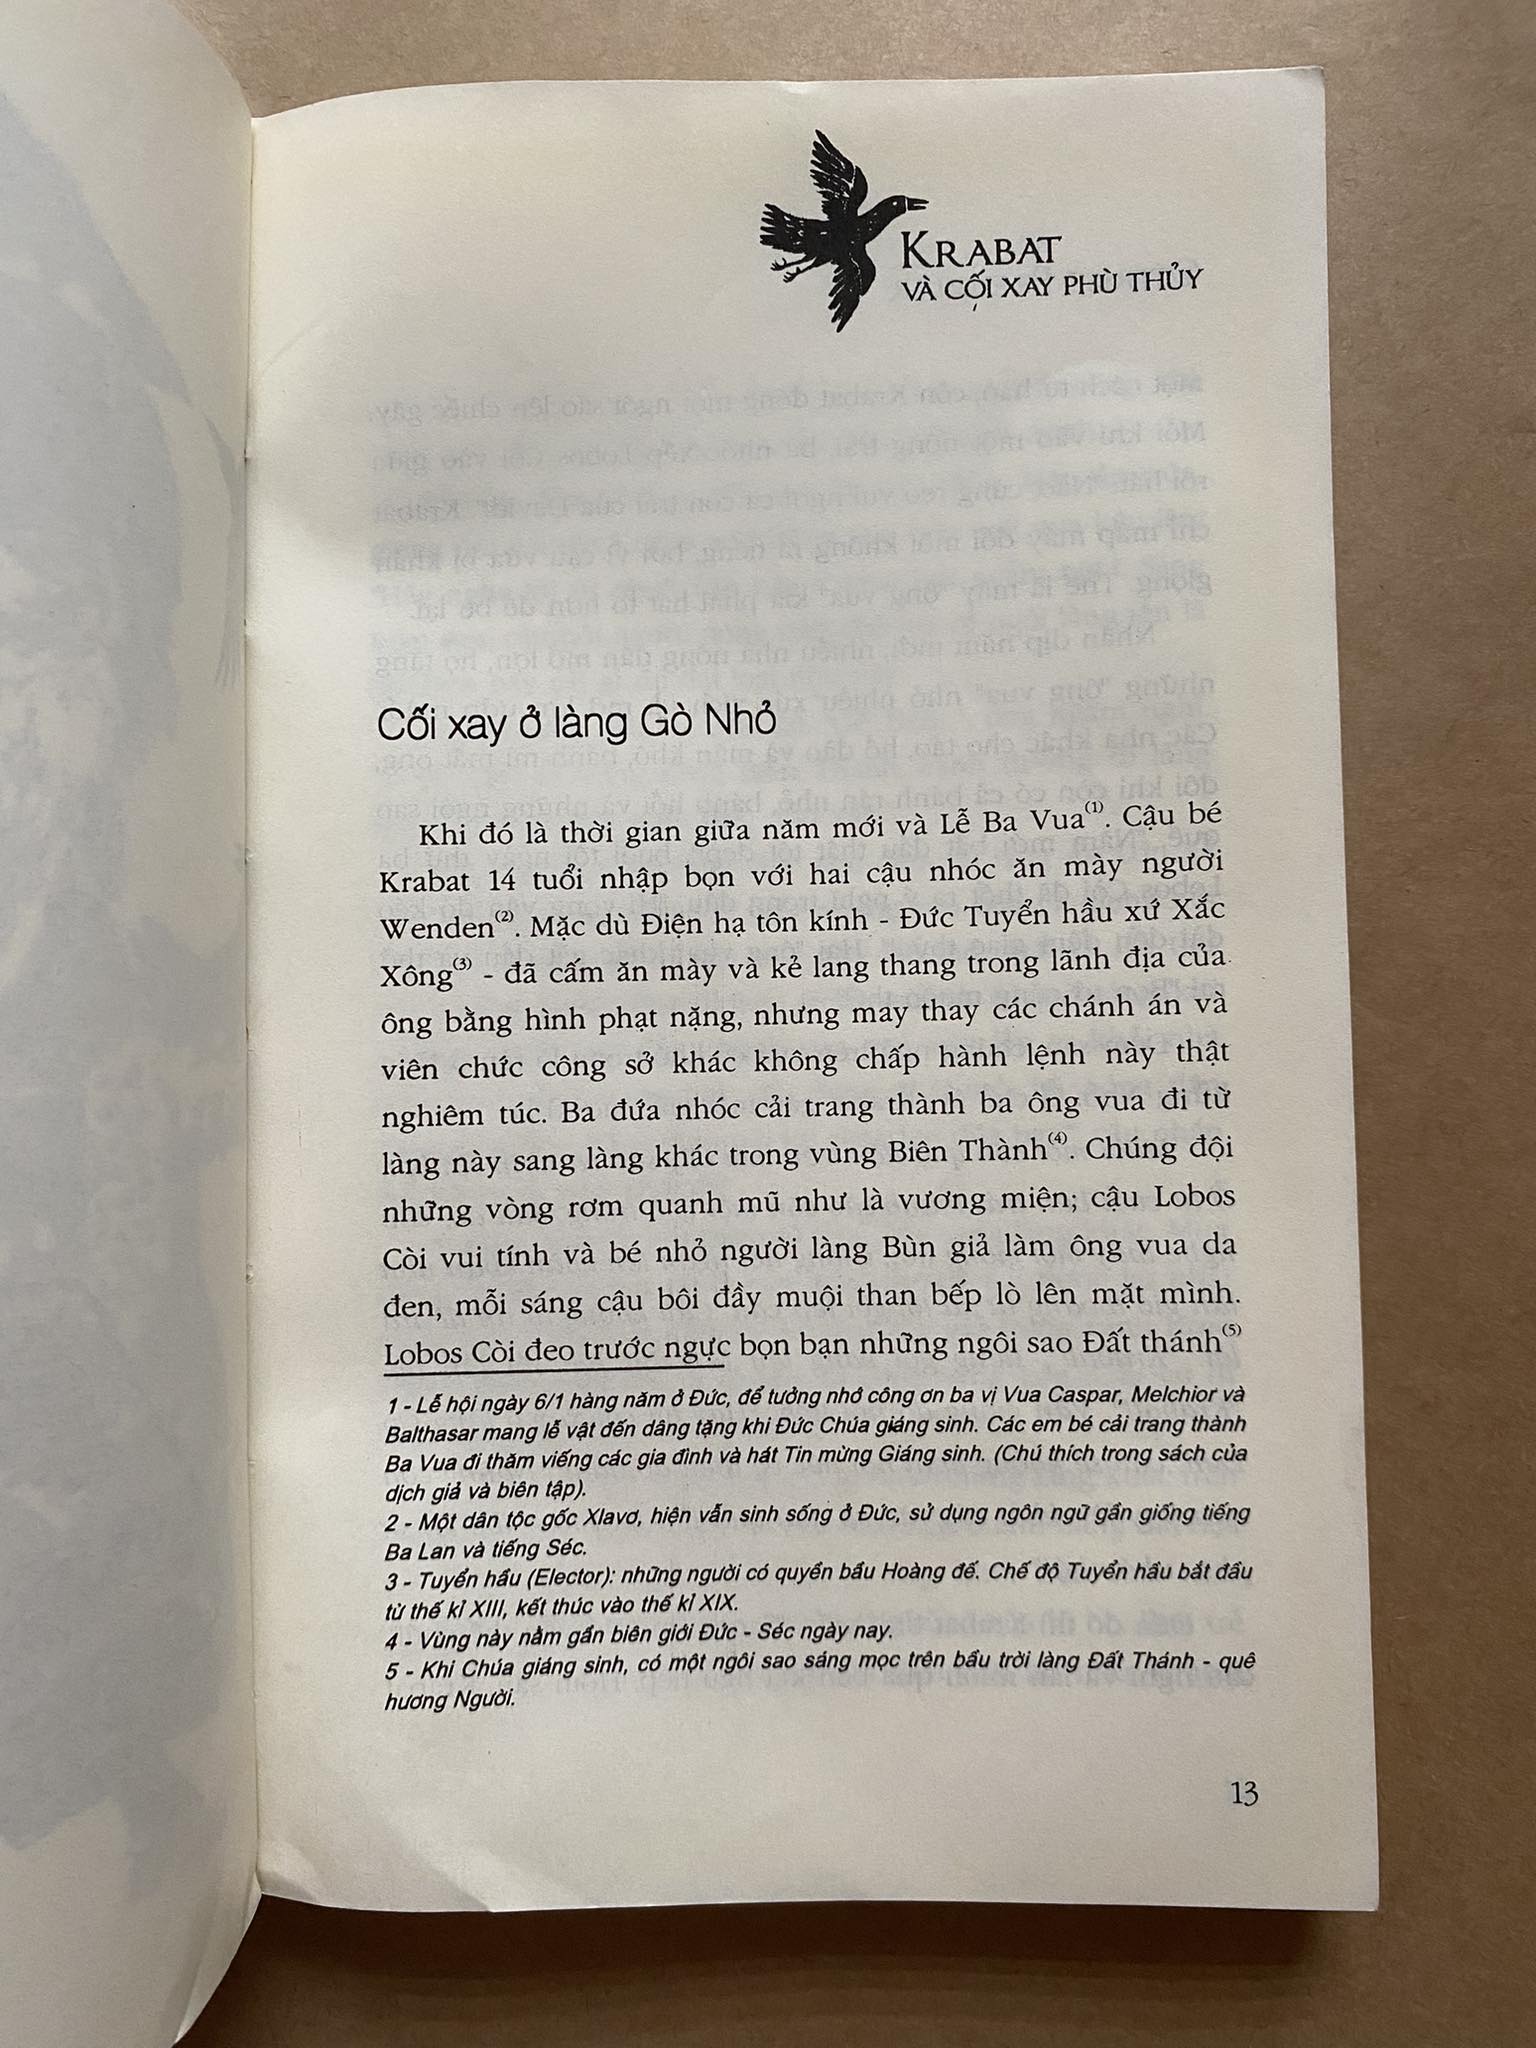 KRABAT
VÀ CỐI XAY PHÙ THỦY
Cối xay ở làng Gò Nhỏ
Khi đó là thời gian giữa năm mới và Lễ Ba Vua(1). Cậu bé
Krabat 14 tuổi nhập bọn với hai cậu nhóc ăn mày người
Wenden(2). Mặc dù Điện hạ tôn kính - Đức Tuyển hầu xứ Xắc
Xông(3) - đã cấm ăn mày và kẻ lang thang trong lãnh địa của
ông bằng hình phạt nặng, nhưng may thay các chánh án và
viên chức công sở khác không chấp hành lệnh này thật
nghiêm túc. Ba đứa nhóc cải trang thành ba ông vua đi từ
làng này sang làng khác trong vùng Biên Thành(4). Chúng đội
những vòng rơm quanh mũ như là vương miện; cậu Lobos
Còi vui tính và bé nhỏ người làng Bùn giả làm ông vua da
đen, mỗi sáng cậu bôi đầy muội than bếp lò lên mặt mình.
Lobos Còi đeo trước ngực bọn bạn những ngôi sao Đất thánh(5)
1 - Lễ hội ngày 6/1 hàng năm ở Đức, để tưởng nhớ công ơn ba vị Vua Caspar, Melchior và
Balthasar mang lễ vật đến dâng tặng khi Đức Chúa giáng sinh. Các em bé cải trang thành
Ba Vua đi thăm viếng các gia đình và hát Tin mừng Giáng sinh. (Chú thích trong sách của
dịch giả và biên tập).
2 - Một dân tộc gốc Xlavơ, hiện vẫn sinh sống ở Đức, sử dụng ngôn ngữ gần giống tiếng
Ba Lan và tiếng Séc.
3 - Tuyển hầu (Elector): những người có quyền bầu Hoàng đế. Chế độ Tuyển hầu bắt đầu
từ thế kỉ XIII, kết thúc vào thế kỉ XIX.
4 - Vùng này nằm gần biên giới Đức - Séc ngày nay.
5 - Khi Chúa giáng sinh, có một ngôi sao sáng mọc trên bầu trời làng Đất Thánh - quê
hương Người.
13